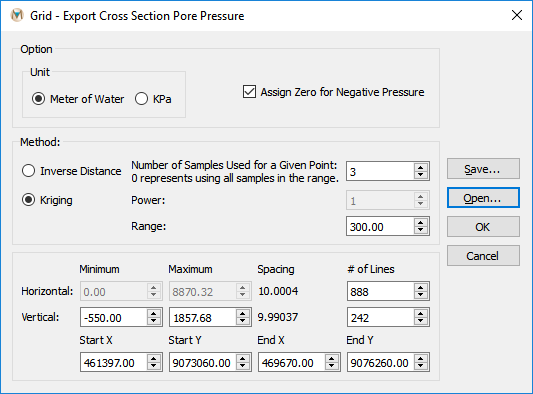 Grid - Export Cross Section Pore Pressure
Option
Unit
Meter of Water KPa
Assign Zero for Negative Pressure
Method:
Inverse Distance
Kriging
Number of Samples Used for a Given Point:
0 represents using all samples in the range.
3
Power: 1
Range: 300.00
Save...
Open...
OK
Cancel
Minimum Maximum Spacing # of Lines
Horizontal: 0.00 8870.32 10.0004 888
Vertical: -550.00 1857.68 9.99037 242
Start X Start Y End X End Y
461397.00 9073060.00 469670.00 9076260.00